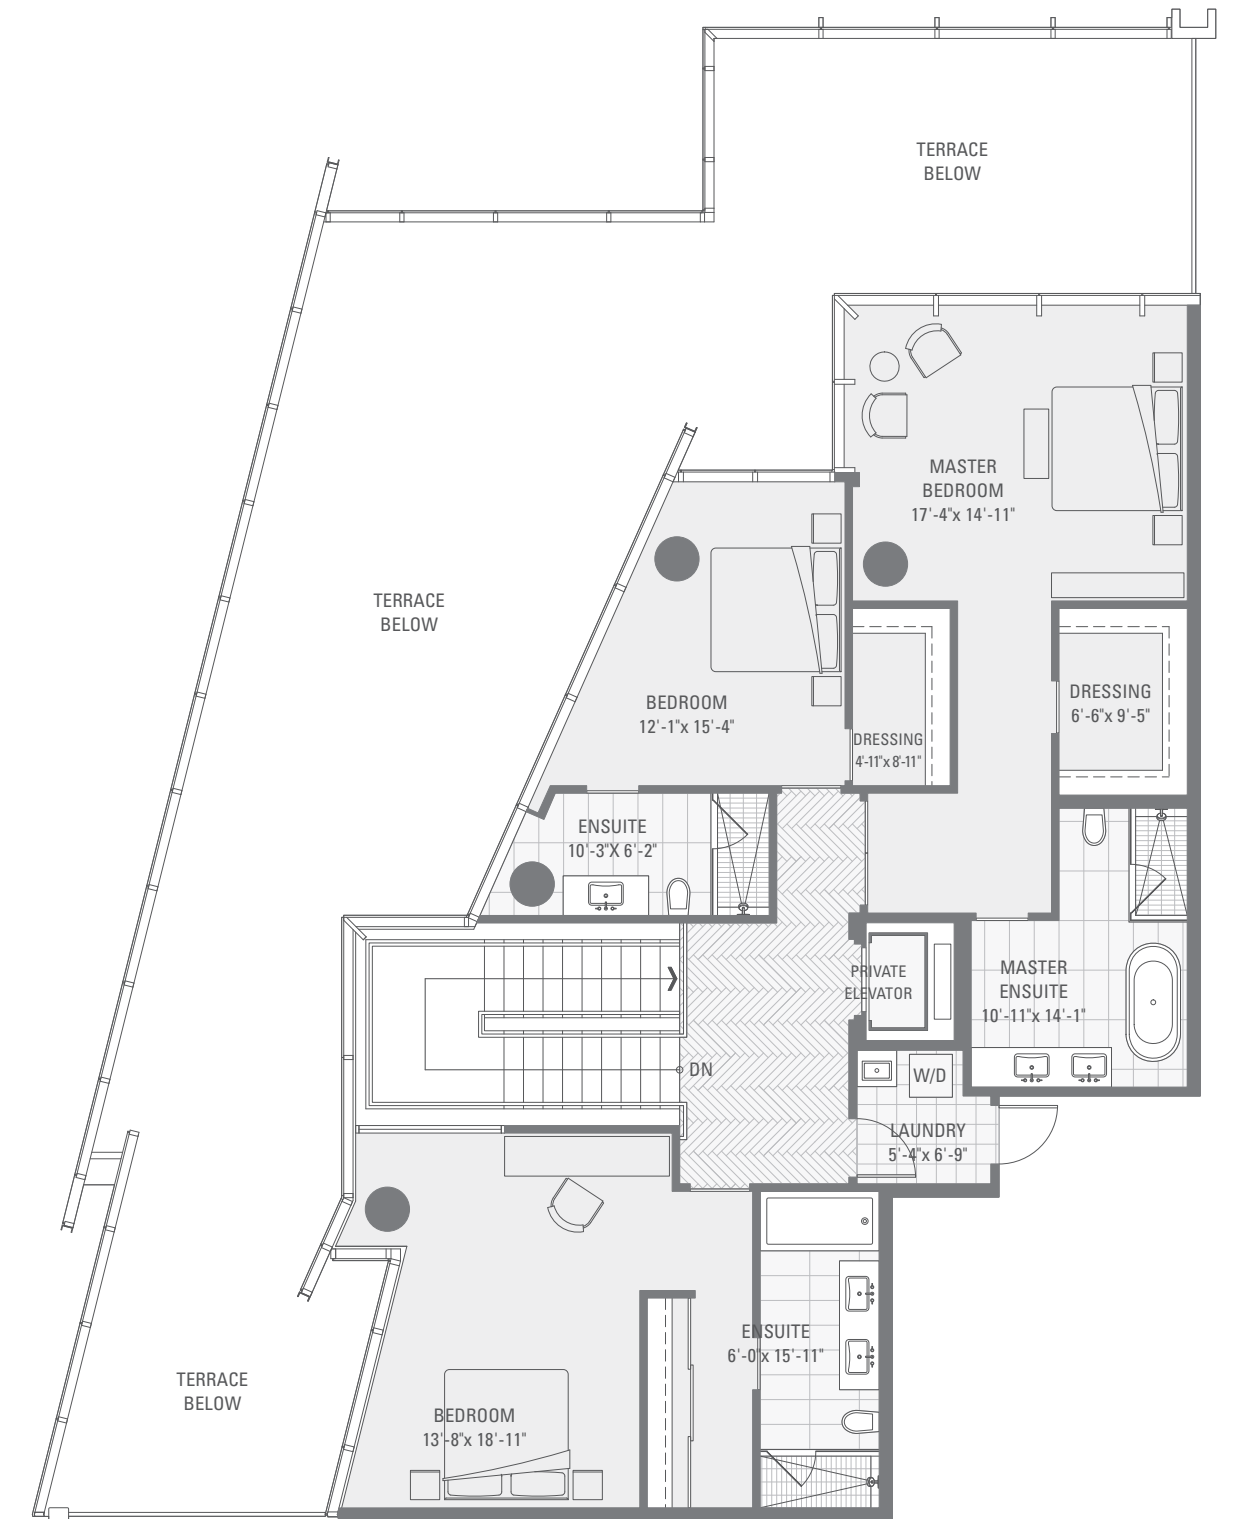 TERRACE
BELOW
MASTER
BEDROOM
17'-4"x 14'-11"
TERRACE
BELOW
BEDROOM
12'-1"x 15'-4"
DRESSING
6'-6"x 9'-5"
DRESSING
4'-11"x 8'-11"
ENSUITE
10'-3"X 6'-2"
PRIVATE
ELEVATOR
MASTER
ENSUITE
10'-11"x 14'-1"
DN
W/D
LAUNDRY
5'-4"x 6'-9"
ENSUITE
6'-0"x 15'-11"
TERRACE
BELOW
BEDROOM
13'-8"x 18'-11"